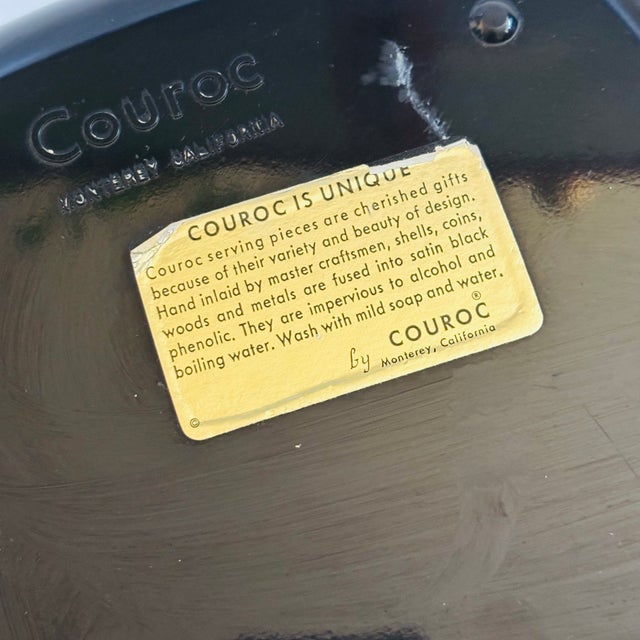 Couroc
MONTEREY CALIFORNIA
COUROC IS UNIQUE
Couroc serving pieces are cherished gifts
because of their variety and beauty of design.
Hand inlaid by master craftsmen, shells, coins,
woods and metals are fused into satin black
phenolic. They are impervious to alcohol and
boiling water. Wash with mild soap and water.
by COUROC®
Monterey, California
©